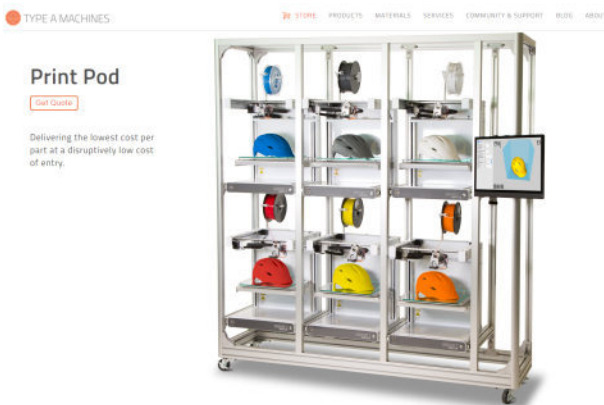 TYPE A MACHINES
STORE PRODUCTS MATERIALS SERVICES COMMUNITY & SUPPORT BLOG ABOU
Print Pod
Get Quote
Delivering the lowest cost per
part at a disruptively low cost
of entry.